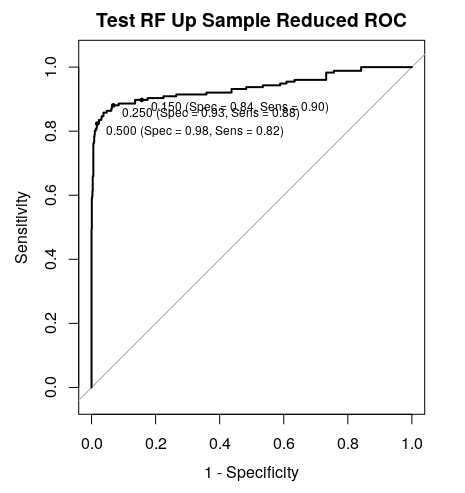 Test RF Up Sample Reduced ROC
Sensitivity
1.0
0.8
0.6
0.4
0.2
0.0
0.150 (Spec = 0.84, Sens = 0.90)
0.250 (Spec = 0.93, Sens = 0.88)
0.500 (Spec = 0.98, Sens = 0.82)
0.0 0.2 0.4 0.6 0.8 1.0
1 - Specificity